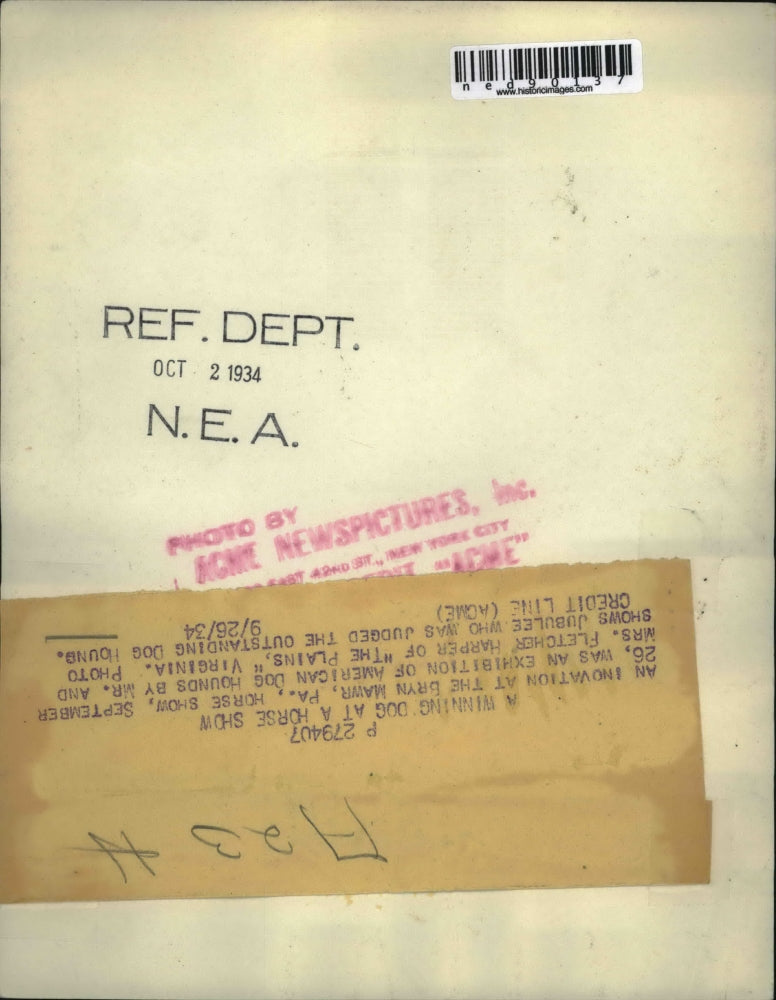 ned90137
www.historicimages.com
REF. DEPT.
OCT 2 1934
N. E. A.
PHOTO BY
ACME NEWSPICTURES, Inc.
EAST 42ND ST., NEW YORK CITY
"ACME"
P 279407
A WINNING DOG AT A HORSE SHOW
AN INOVATION AT THE BRYN MAWR, PA., HORSE SHOW, SEPTEMBER
26, WAS AN EXHIBITION OF AMERICAN DOG HOUNDS BY MR. AND
MRS. FLETCHER HARPER OF "THE PLAINS," VIRGINIA. PHOTO
SHOWS JUBULEE WHO WAS JUDGED THE OUTSTANDING DOG HOUND.
CREDIT LINE (ACME) 9/26/34